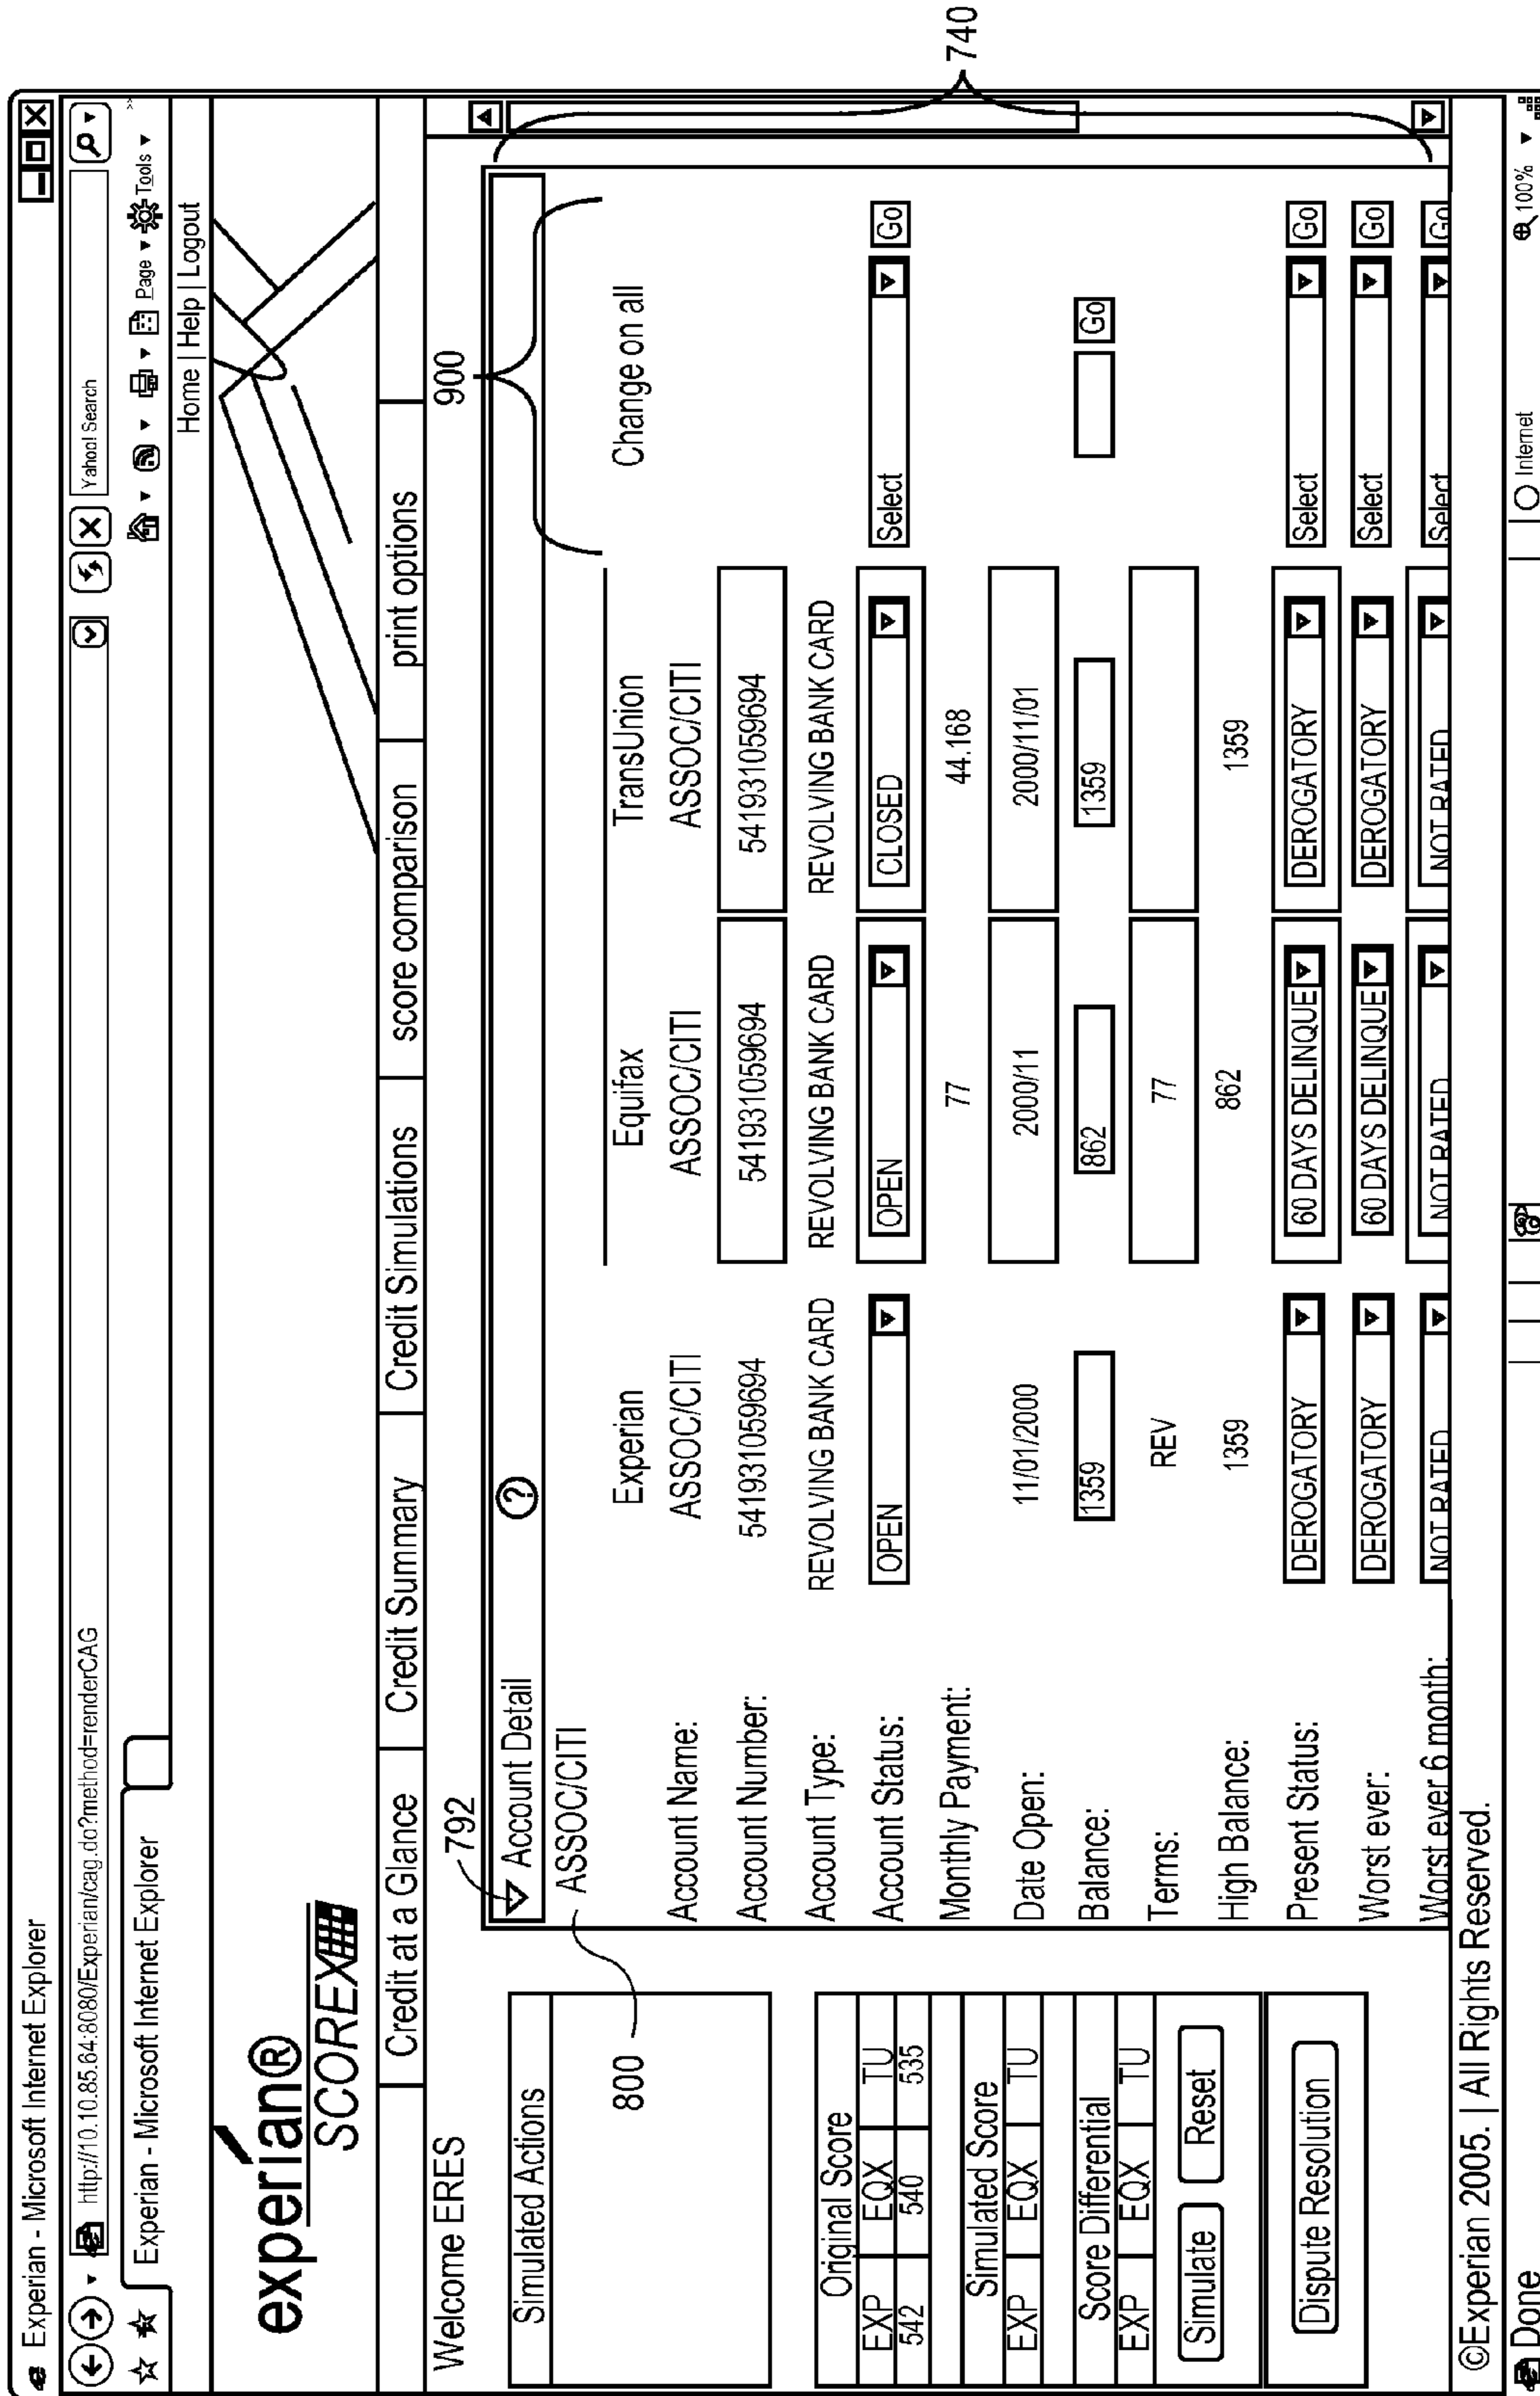 Experian - Microsoft Internet Explorer
http://10.10.85.64:8080/Experian/cag.do?method=renderCAG
Yahoo! Search
Experian - Microsoft Internet Explorer
Page Tools >>
Home | Help | Logout
experian®
SCOREX
Credit at a Glance Credit Summary Credit Simulations score comparison print options
Welcome ERES
792
900
740
Simulated Actions
800
Original Score
EXP EQX TU
542 540 535
Simulated Score
EXP EQX TU
Score Differential
EXP EQX TU
Simulate Reset
Dispute Resolution
Account Detail ?
ASSOC/CITI
Experian Equifax TransUnion Change on all
Account Name: ASSOC/CITI ASSOC/CITI ASSOC/CITI
Account Number: 541931059694 541931059694 541931059694
Account Type: REVOLVING BANK CARD REVOLVING BANK CARD REVOLVING BANK CARD
Account Status: OPEN OPEN CLOSED Select Go
Monthly Payment: 77 44.168
Date Open: 11/01/2000 2000/11 2000/11/01
Balance: 1359 862 1359 Go
Terms: REV 77
High Balance: 1359 862 1359
Present Status: DEROGATORY 60 DAYS DELINQUE DEROGATORY Select Go
Worst ever: DEROGATORY 60 DAYS DELINQUE DEROGATORY Select Go
Worst ever 6 month: NOT RATED NOT RATED NOT RATED Select Go
©Experian 2005. | All Rights Reserved.
Done Internet 100%